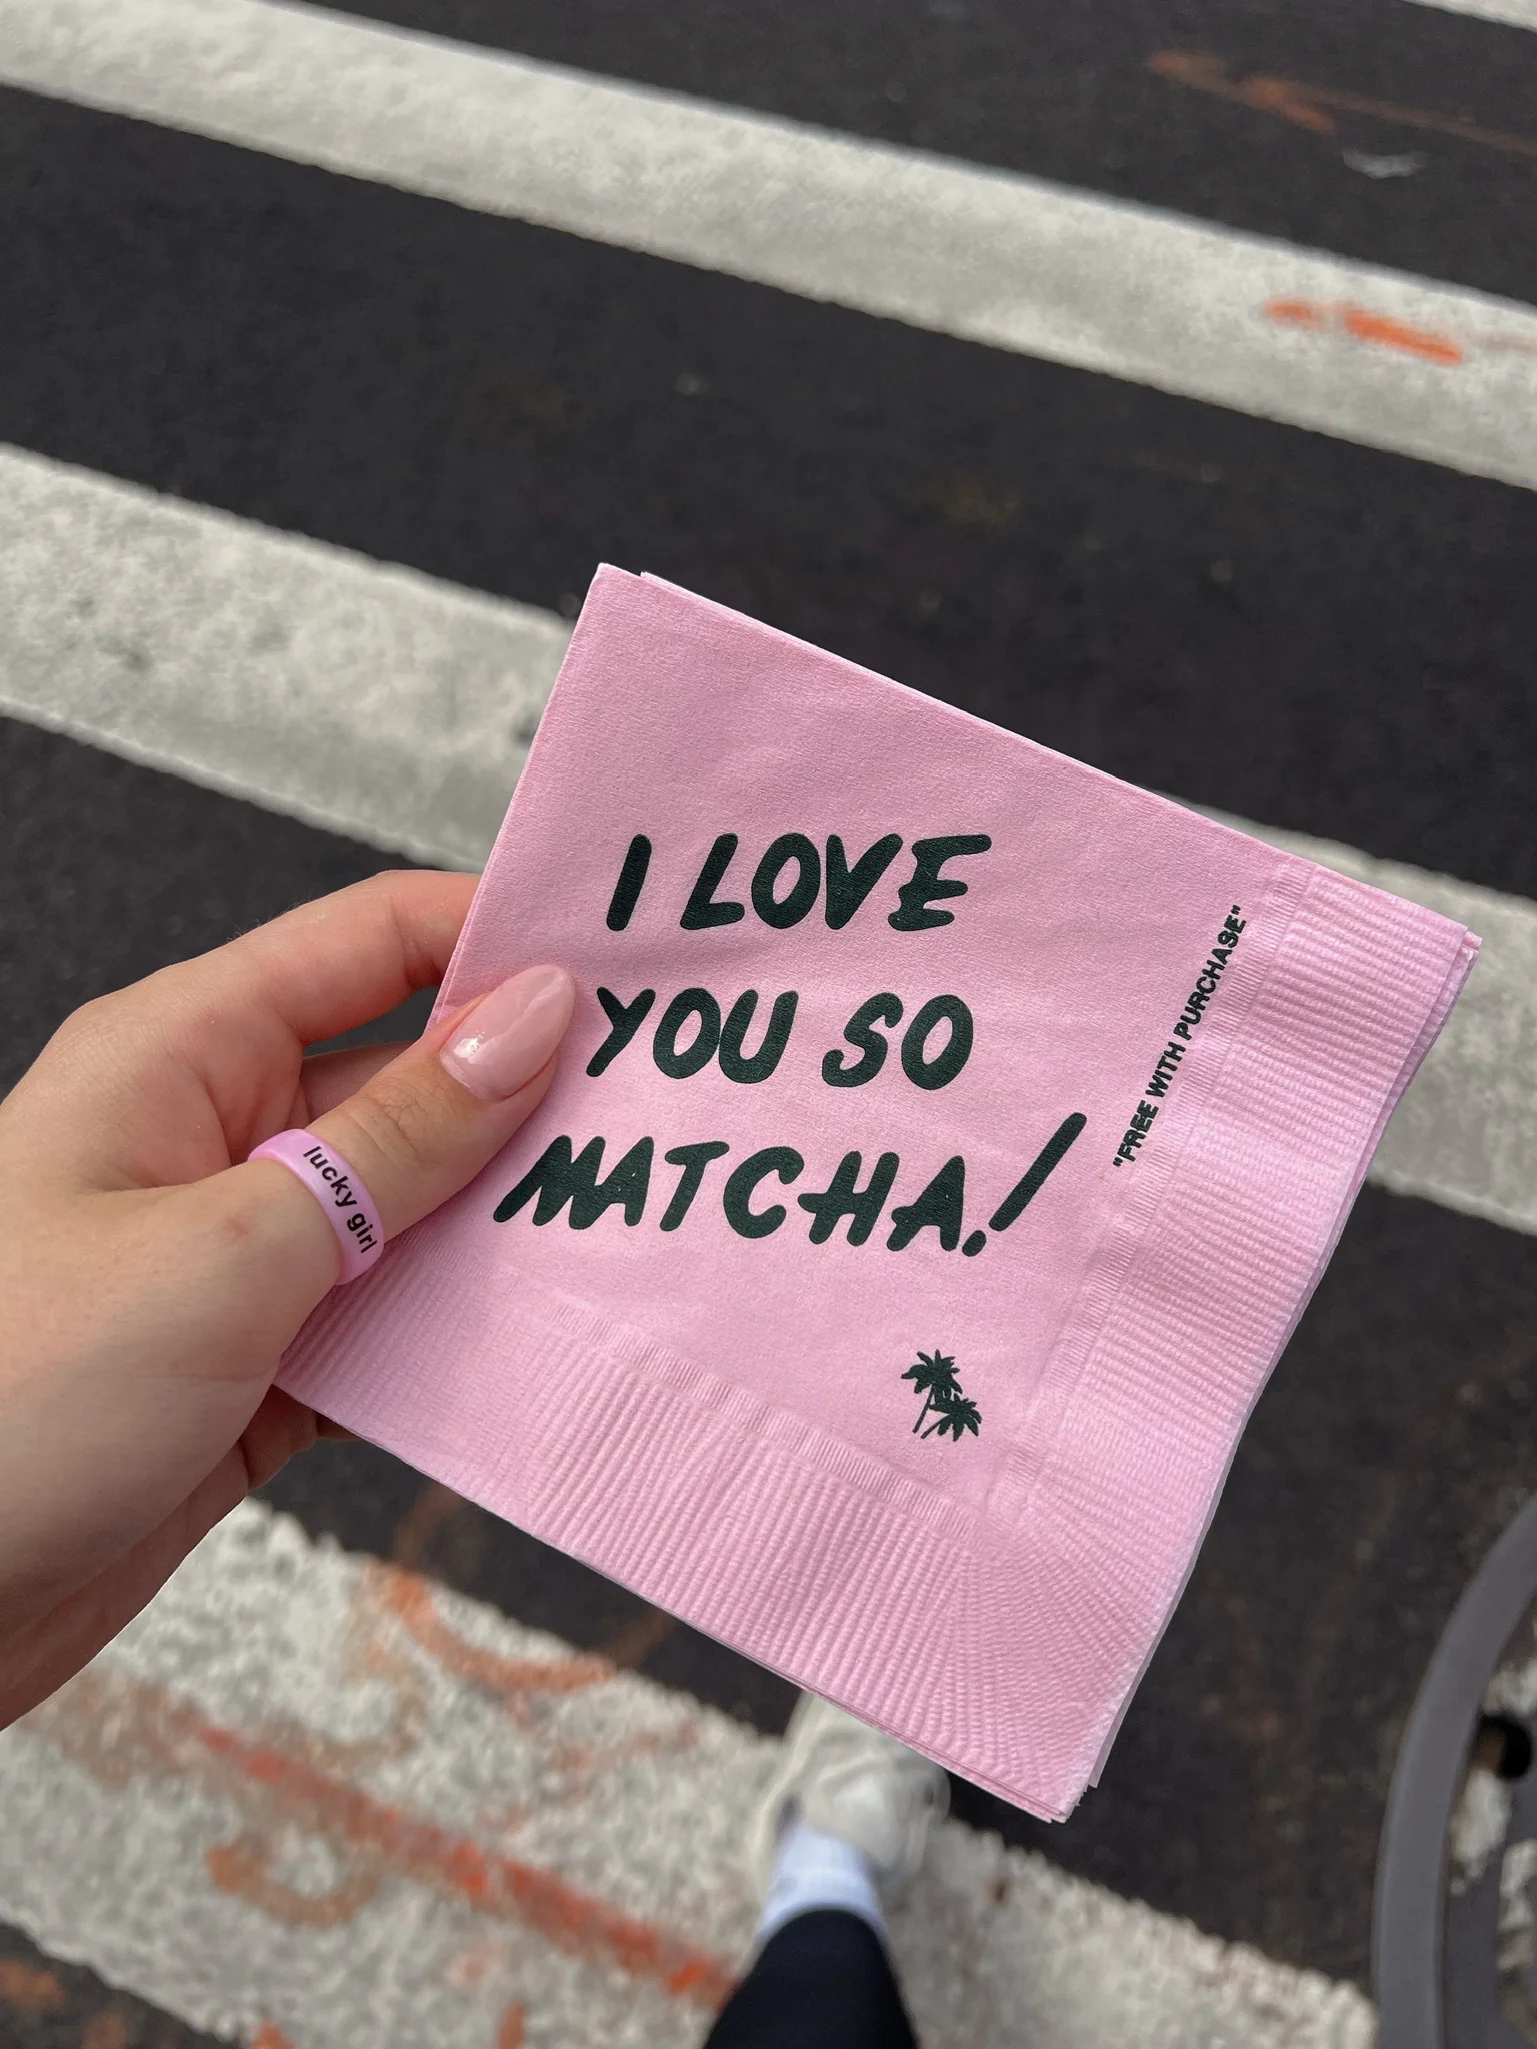 I LOVE
YOU SO
MATCHA!
"FREE WITH PURCHASE"
lucky girl